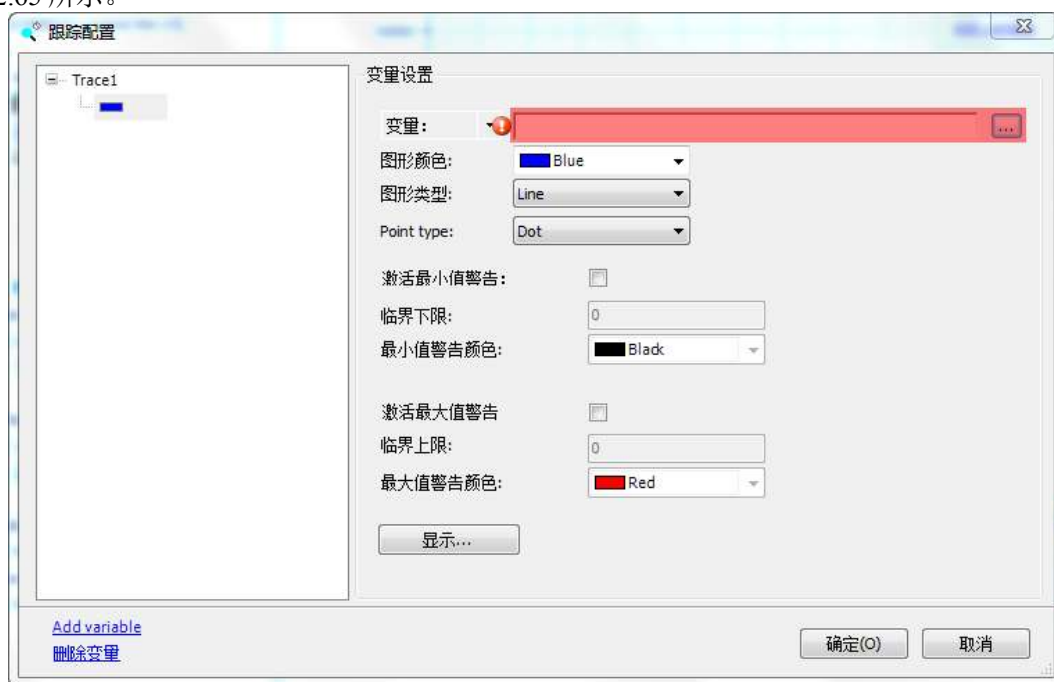 2.65 所示。
跟踪配置
Trace1
变量设置
变量:
...
图形颜色:
Blue
图形类型:
Line
Point type:
Dot
激活最小值警告:
临界下限:
0
最小值警告颜色:
Black
激活最大值警告
临界上限:
0
最大值警告颜色:
Red
显示...
Add variable
删除变量
确定(O)
取消